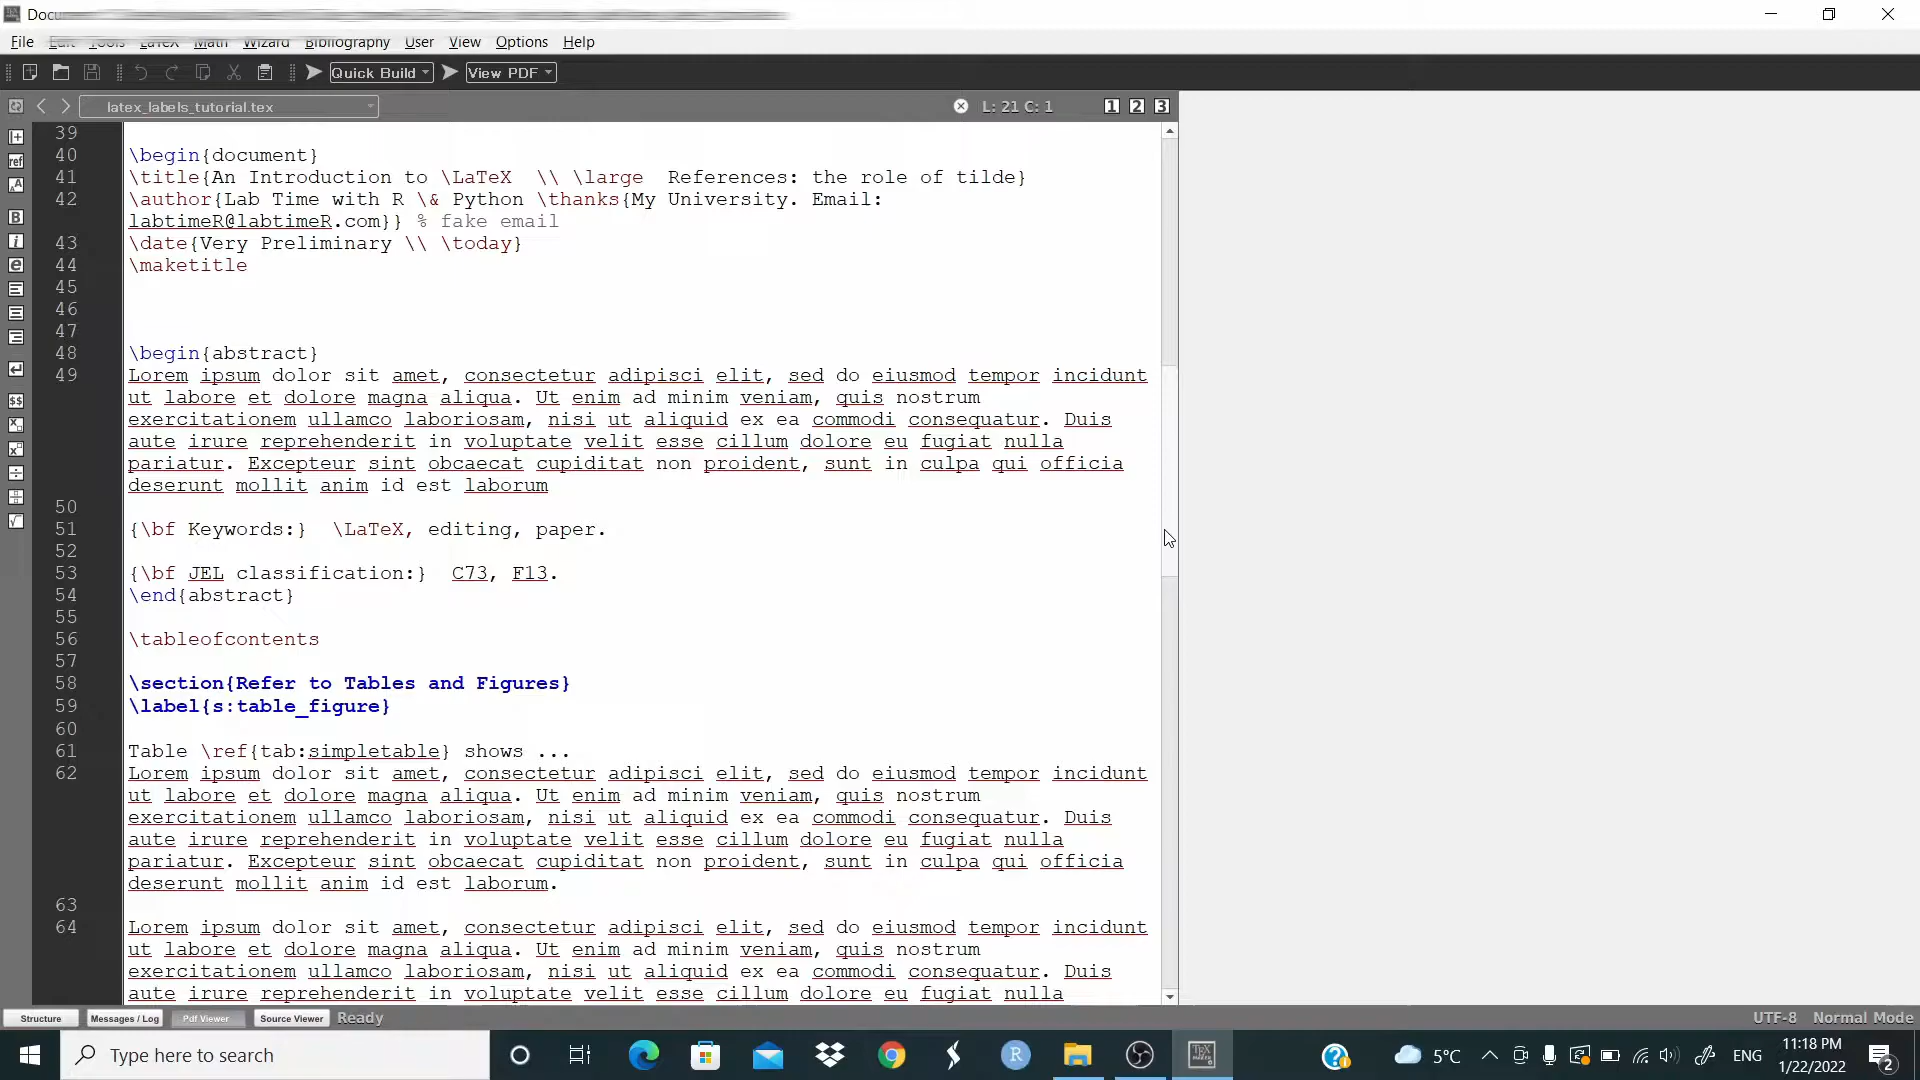 Docu
File Edit Tools LaTeX Math Wizard Bibliography User View Options Help
Quick Build View PDF
latex_labels_tutorial.tex L: 21 C: 1 1 2 3
39
40 \begin{document}
41 \title{An Introduction to \LaTeX \\ \large References: the role of tilde}
42 \author{Lab Time with R \& Python \thanks{My University. Email:
labtimeR@labtimeR.com}} % fake email
43 \date{Very Preliminary \\ \today}
44 \maketitle
45
46
47
48 \begin{abstract}
49 Lorem ipsum dolor sit amet, consectetur adipisci elit, sed do eiusmod tempor incidunt
ut labore et dolore magna aliqua. Ut enim ad minim veniam, quis nostrum
exercitationem ullamco laboriosam, nisi ut aliquid ex ea commodi consequatur. Duis
aute irure reprehenderit in voluptate velit esse cillum dolore eu fugiat nulla
pariatur. Excepteur sint obcaecat cupiditat non proident, sunt in culpa qui officia
deserunt mollit anim id est laborum
50
51 {\bf Keywords:} \LaTeX, editing, paper.
52
53 {\bf JEL classification:} C73, F13.
54 \end{abstract}
55
56 \tableofcontents
57
58 \section{Refer to Tables and Figures}
59 \label{s:table_figure}
60
61 Table \ref{tab:simpletable} shows ...
62 Lorem ipsum dolor sit amet, consectetur adipisci elit, sed do eiusmod tempor incidunt
ut labore et dolore magna aliqua. Ut enim ad minim veniam, quis nostrum
exercitationem ullamco laboriosam, nisi ut aliquid ex ea commodi consequatur. Duis
aute irure reprehenderit in voluptate velit esse cillum dolore eu fugiat nulla
pariatur. Excepteur sint obcaecat cupiditat non proident, sunt in culpa qui officia
deserunt mollit anim id est laborum.
63
64 Lorem ipsum dolor sit amet, consectetur adipisci elit, sed do eiusmod tempor incidunt
ut labore et dolore magna aliqua. Ut enim ad minim veniam, quis nostrum
exercitationem ullamco laboriosam, nisi ut aliquid ex ea commodi consequatur. Duis
aute irure reprehenderit in voluptate velit esse cillum dolore eu fugiat nulla
Structure Messages / Log Pdf Viewer Source Viewer Ready UTF-8 Normal Mode
Type here to search 5°C ENG 11:18 PM
1/22/2022 2